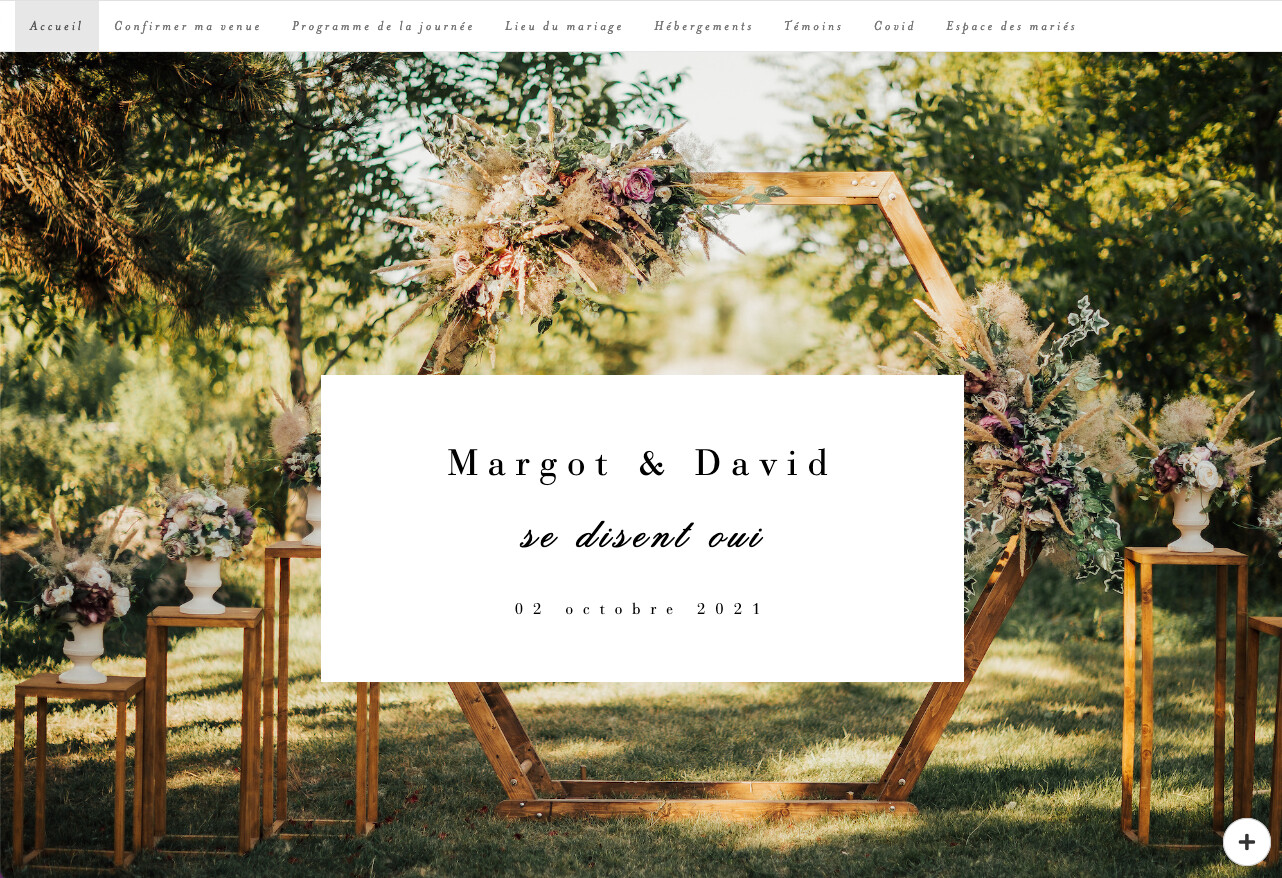 Accueil Confirmer ma venue Programme de la journée Lieu du mariage Hébergements Témoins Covid Espace des mariés
Margot & David
se disent oui
02 octobre 2021